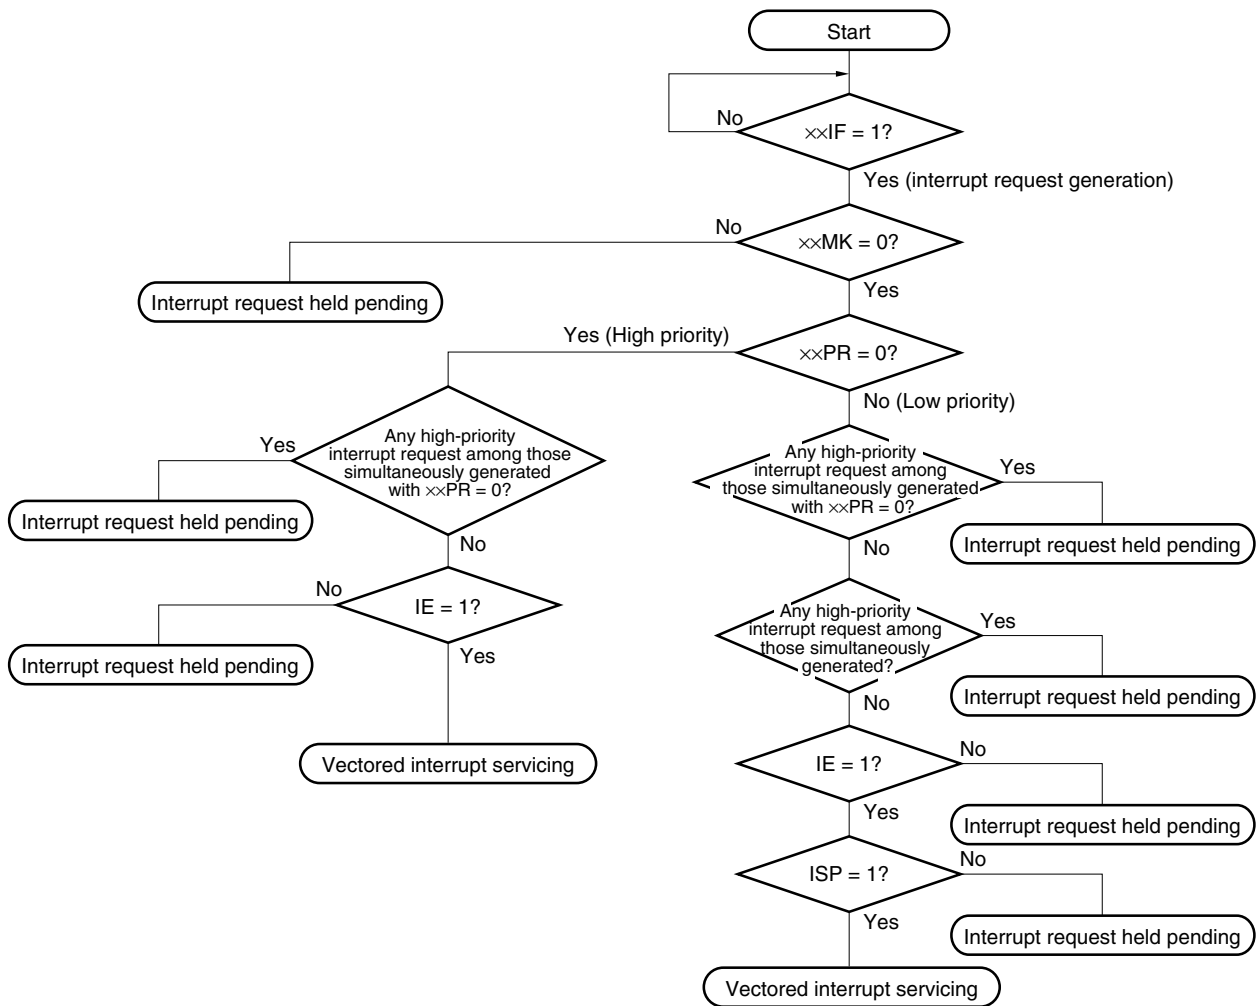 Start
No
××IF = 1?
Yes (interrupt request generation)
No
××MK = 0?
Interrupt request held pending
Yes
Yes (High priority)
××PR = 0?
No (Low priority)
Yes
Any high-priority
interrupt request among those
simultaneously generated
with ××PR = 0?
Any high-priority
interrupt request among
those simultaneously generated
with ××PR = 0?
Yes
Interrupt request held pending
No
Interrupt request held pending
No
No
IE = 1?
Any high-priority
interrupt request among
those simultaneously
generated?
Yes
Interrupt request held pending
Yes
Interrupt request held pending
No
Vectored interrupt servicing
IE = 1?
No
Yes
Interrupt request held pending
ISP = 1?
No
Yes
Interrupt request held pending
Vectored interrupt servicing